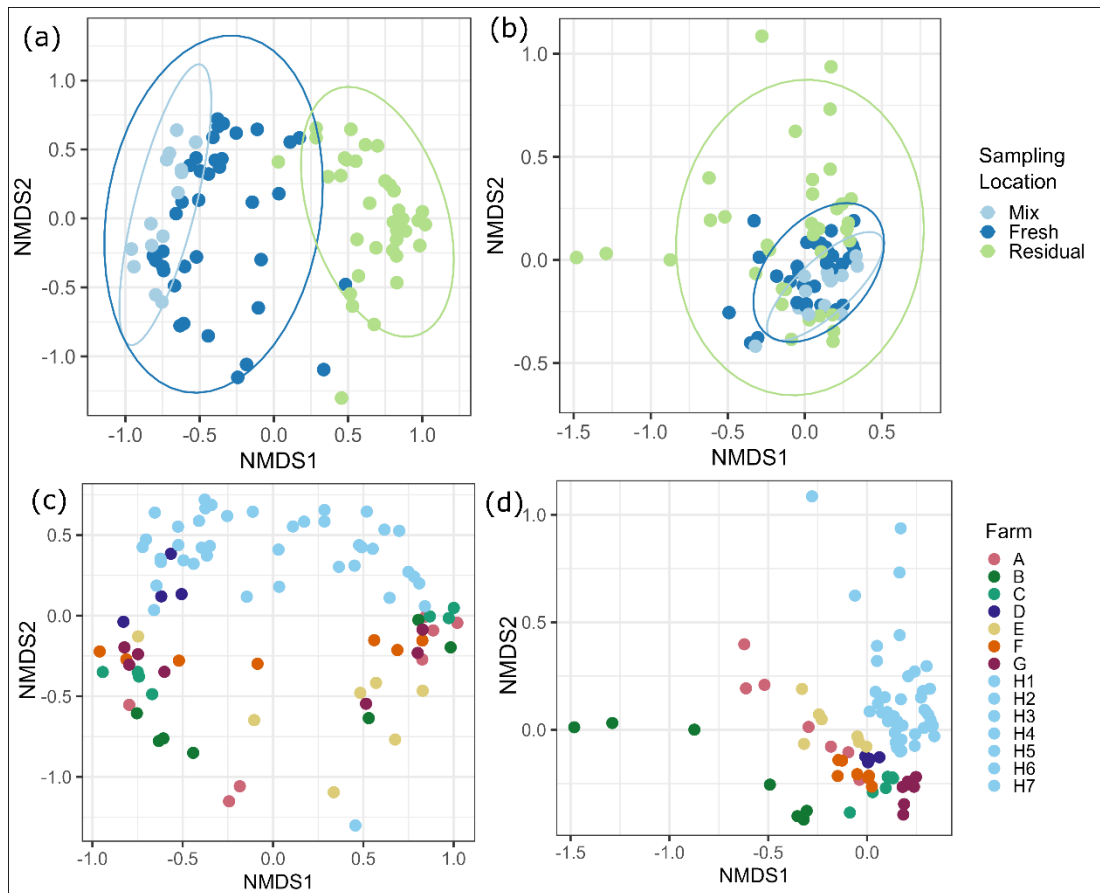 (a)
-1.0 -0.5 0.0 0.5 1.0
1.0
0.5
0.0
-0.5
-1.0
NMDS2
NMDS1
(b)
1.0
0.5
0.0
-0.5
-1.5 -1.0 -0.5 0.0 0.5
NMDS2
NMDS1
Sampling
Location
Mix
Fresh
Residual
(c)
0.5
0.0
-0.5
-1.0
-1.0 -0.5 0.0 0.5 1.0
NMDS2
NMDS1
(d)
1.0
0.5
0.0
-0.5
-1.5 -1.0 -0.5 0.0
NMDS2
NMDS1
Farm
A
B
C
D
E
F
G
H1
H2
H3
H4
H5
H6
H7